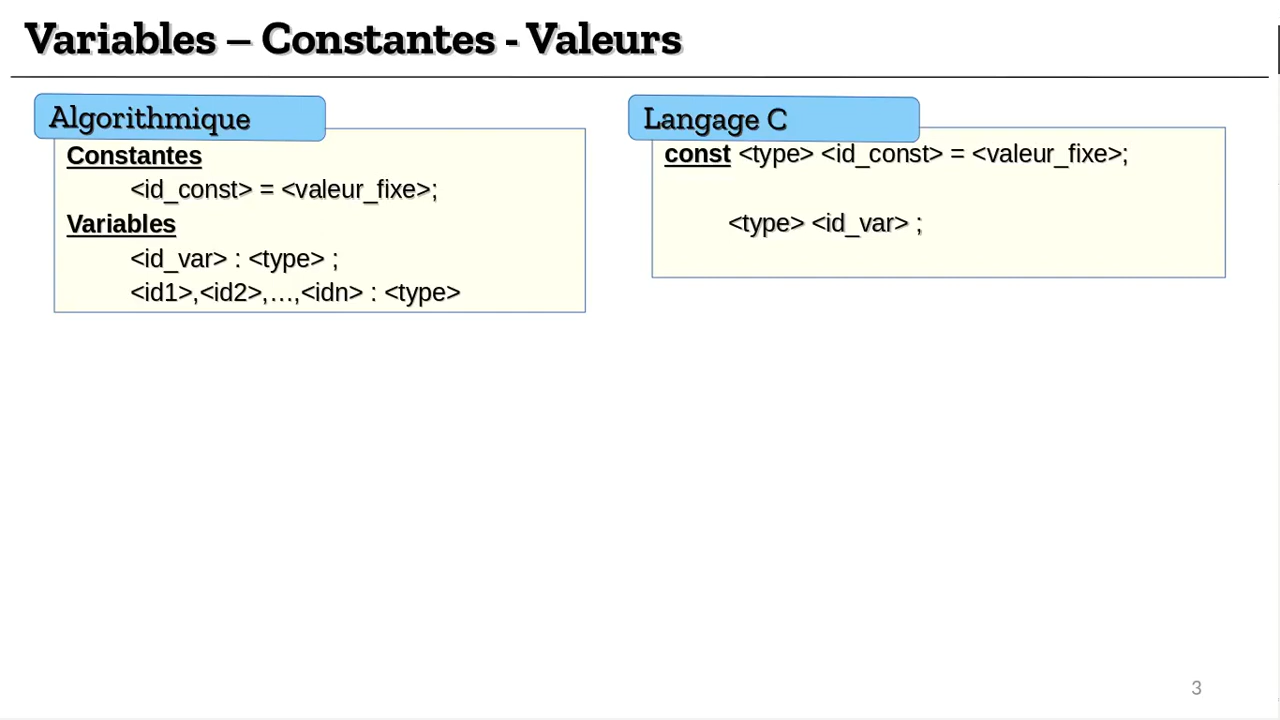 Variables – Constantes - Valeurs
Algorithmique
Constantes
<id_const> = <valeur_fixe>;
Variables
<id_var> : <type> ;
<id1>,<id2>,…,<idn> : <type>
Langage C
const <type> <id_const> = <valeur_fixe>;
<type> <id_var> ;
3